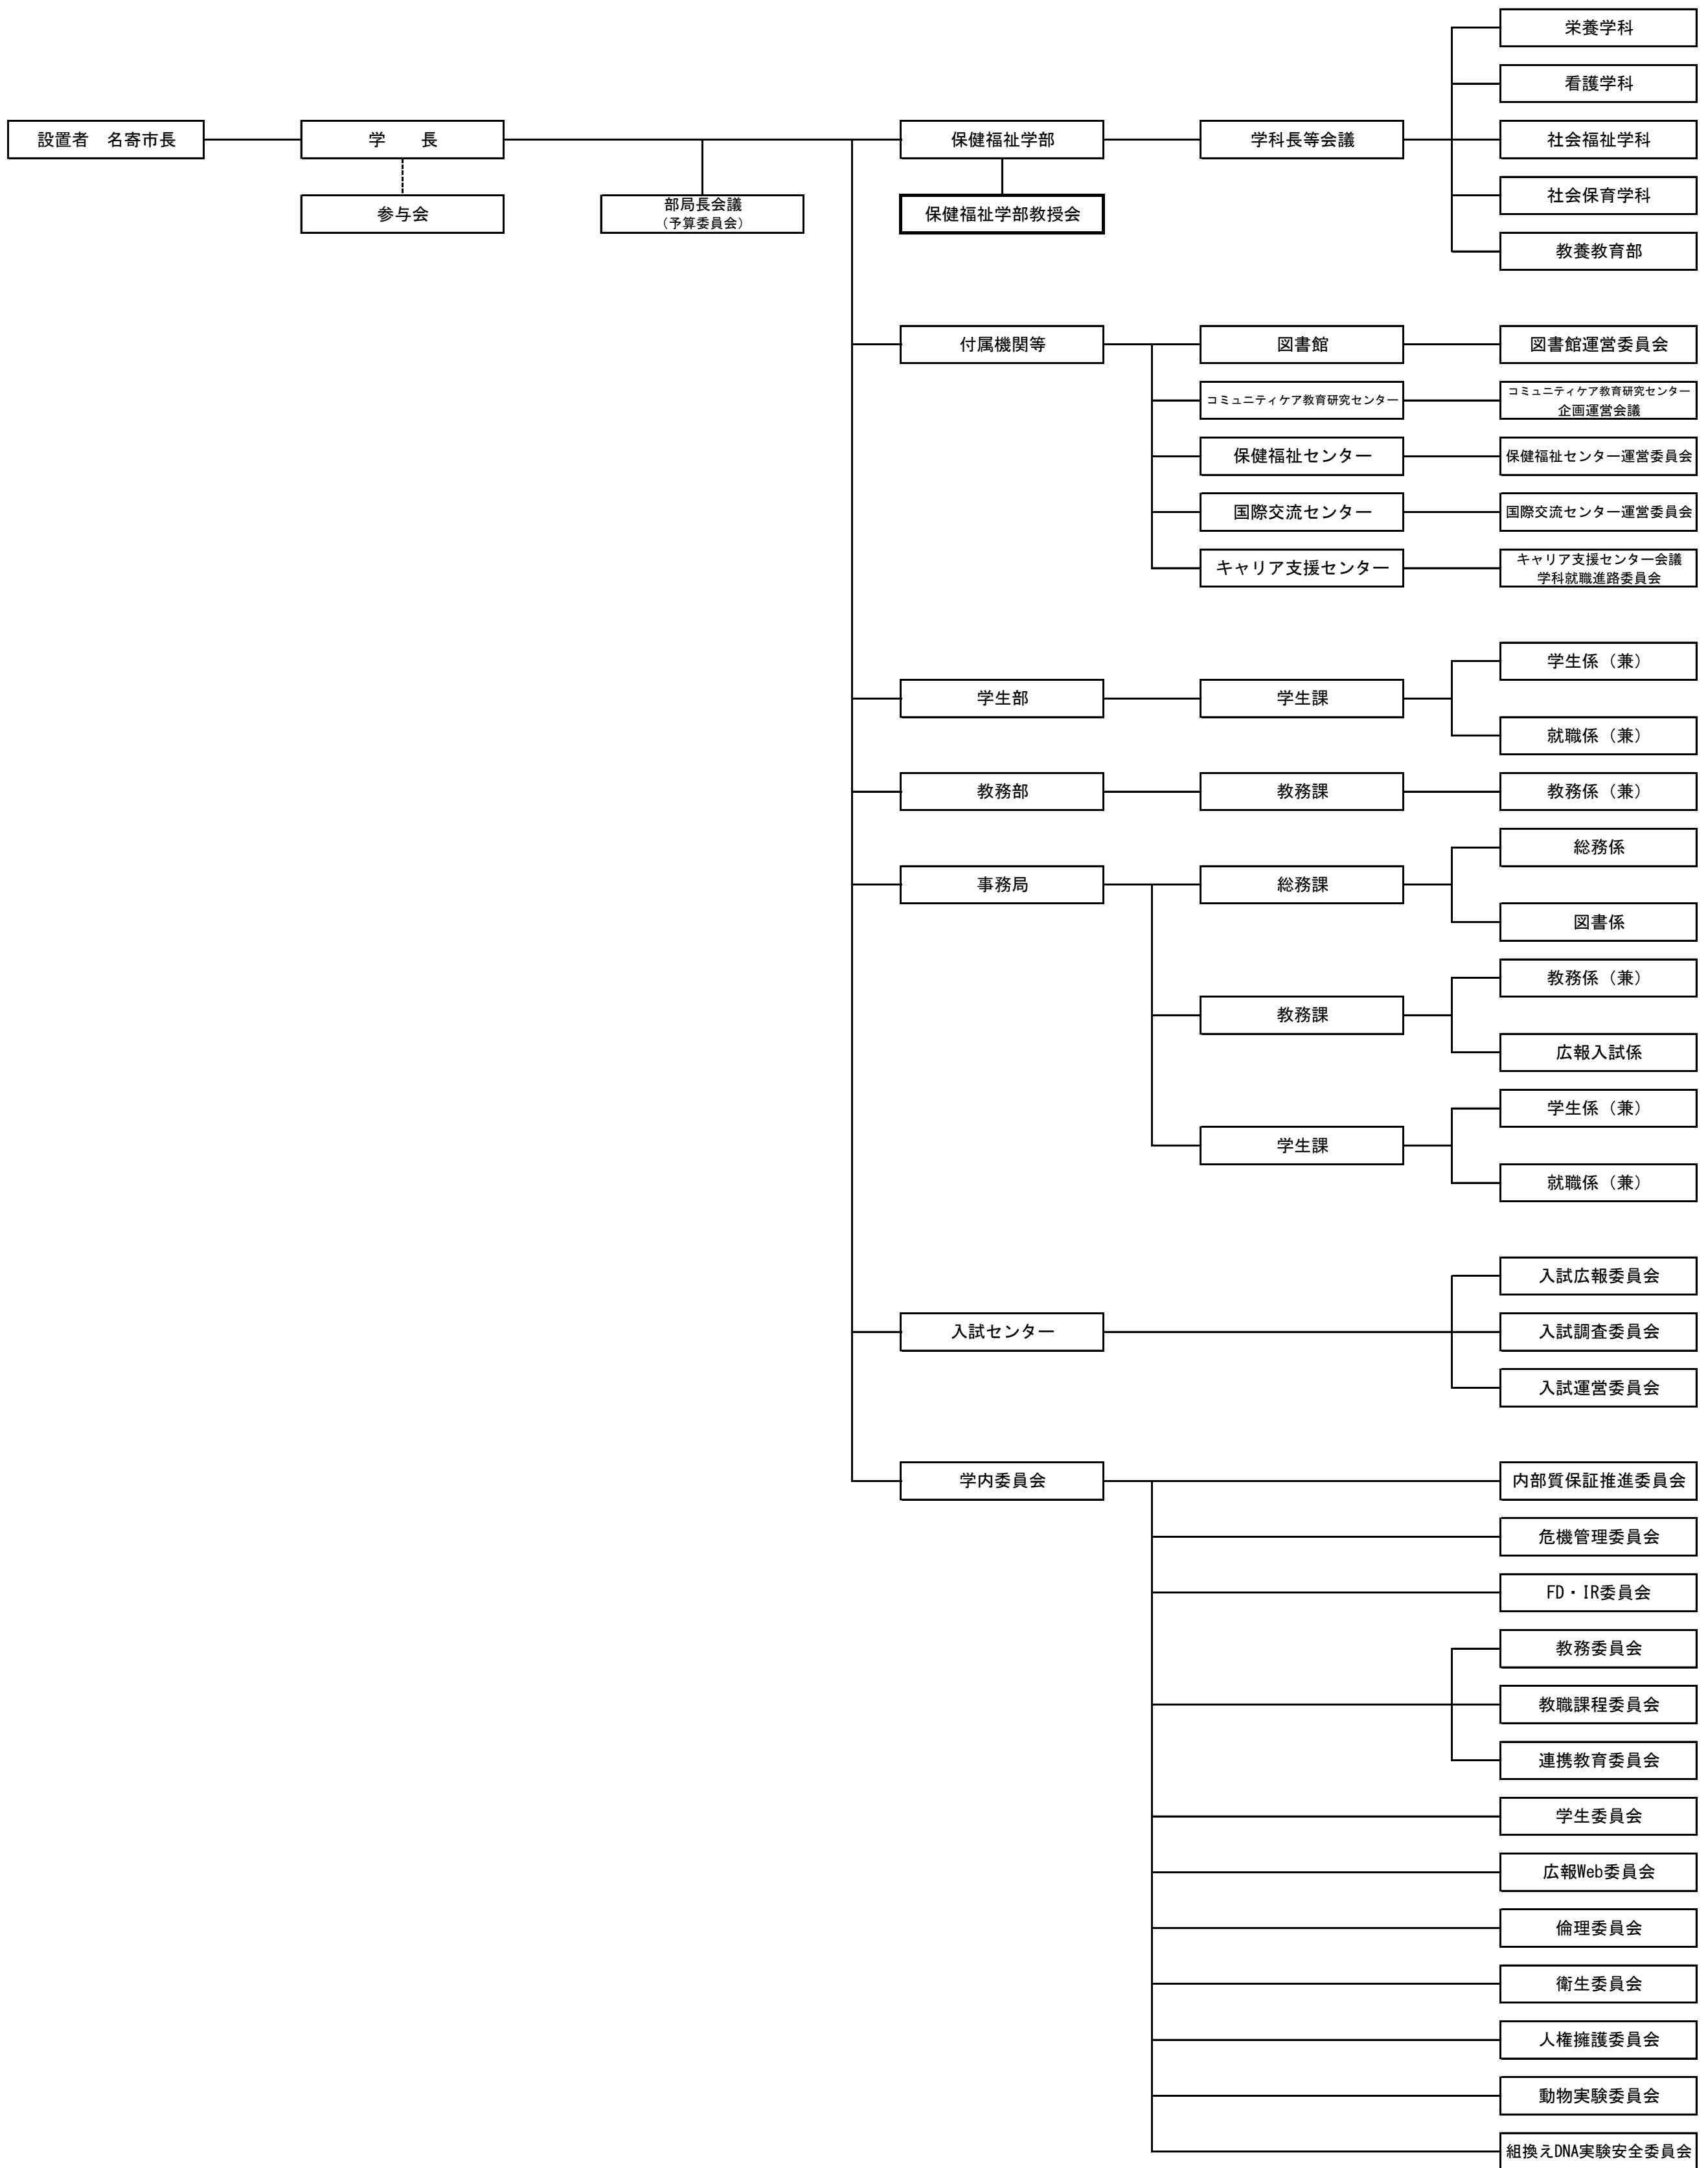 栄養学科
看護学科
設置者　名寄市長
学　　長
保健福祉学部
学科長等会議
社会福祉学科
参与会
部局長会議
（予算委員会）
保健福祉学部教授会
社会保育学科
教養教育部
付属機関等
図書館
図書館運営委員会
コミュニティケア教育研究センター
コミュニティケア教育研究センター
企画運営会議
保健福祉センター
保健福祉センター運営委員会
国際交流センター
国際交流センター運営委員会
キャリア支援センター
キャリア支援センター会議
学科就職進路委員会
学生係（兼）
学生部
学生課
就職係（兼）
教務部
教務課
教務係（兼）
総務係
事務局
総務課
図書係
教務係（兼）
教務課
広報入試係
学生係（兼）
学生課
就職係（兼）
入試広報委員会
入試センター
入試調査委員会
入試運営委員会
学内委員会
内部質保証推進委員会
危機管理委員会
FD・IR委員会
教務委員会
教職課程委員会
連携教育委員会
学生委員会
広報Web委員会
倫理委員会
衛生委員会
人権擁護委員会
動物実験委員会
組換えDNA実験安全委員会